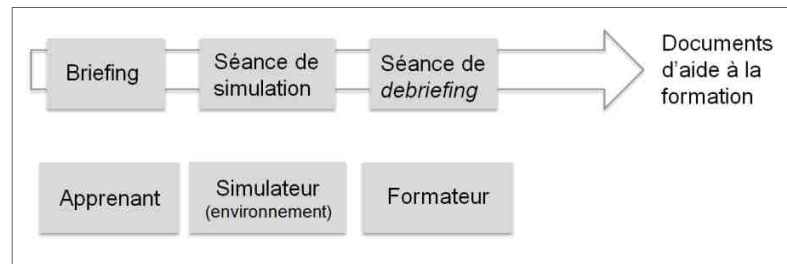 Briefing
Séance de
simulation
Séance de
debriefing
Documents
d'aide à la
formation
Apprenant
Simulateur
(environnement)
Formateur